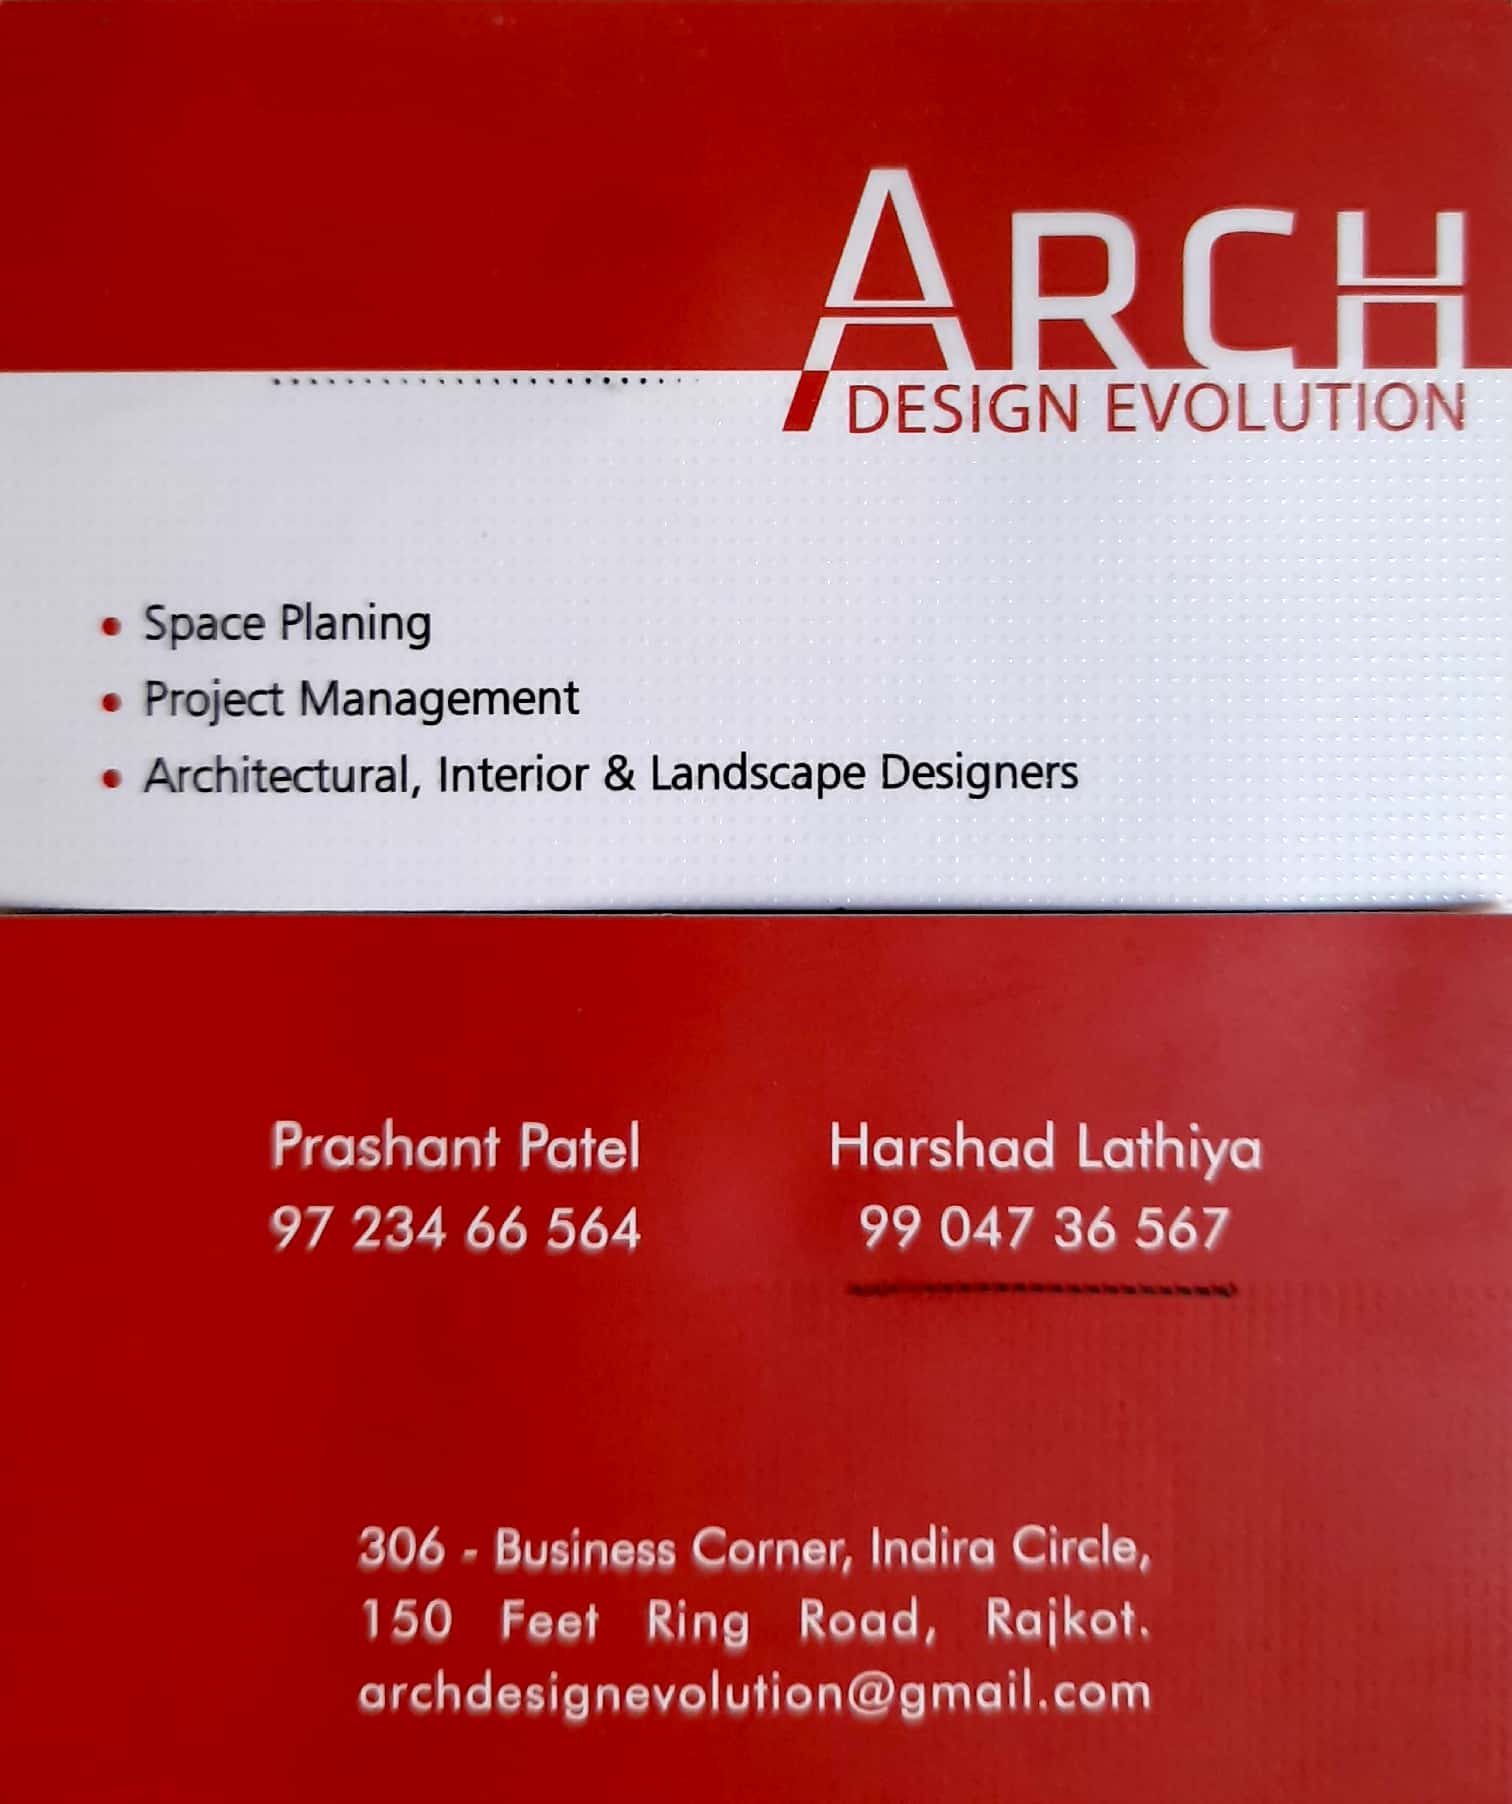 ARCH
DESIGN EVOLUTION
• Space Planing
• Project Management
• Architectural, Interior & Landscape Designers
Prashant Patel
97 234 66 564
Harshad Lathiya
99 047 36 567
306 - Business Corner, Indira Circle,
150 Feet Ring Road, Rajkot.
archdesignevolution@gmail.com